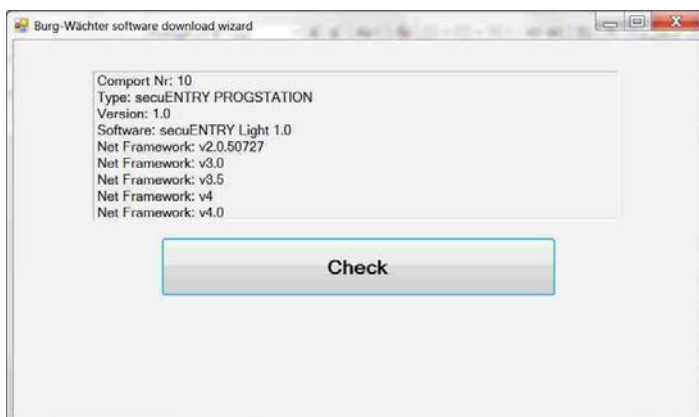 Burg-Wächter software download wizard
Comport Nr: 10
Type: secuENTRY PROGSTATION
Version: 1.0
Software: secuENTRY Light 1.0
Net Framework: v2.0.50727
Net Framework: v3.0
Net Framework: v3.5
Net Framework: v4
Net Framework: v4.0
Check